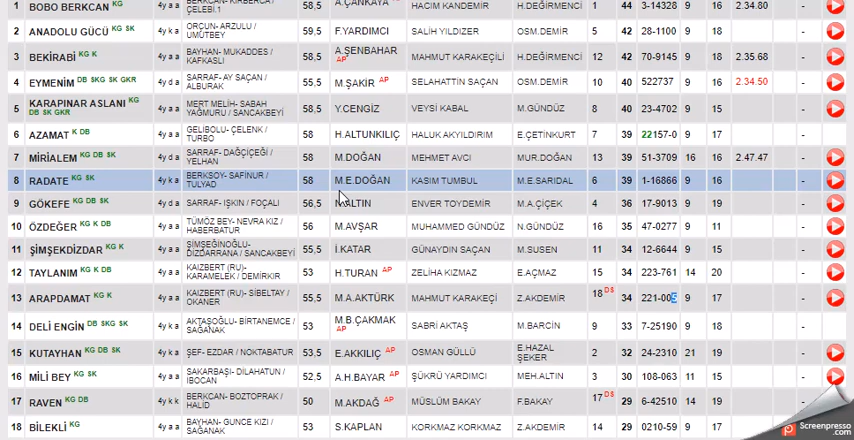 1 BOBO BERKCAN KG 4y a a BERKCAN- KIRBERCA / ÇELEBİ.1 58,5 A.ÇANKAYA HACIM KANDEMİR H.DEĞİRMENCİ 1 44 3-14328 9 16 2.34.80 -
2 ANADOLU GÜCÜ KG SK 4y k a ORÇUN- ARZULU / UMUTBEY 59,5 F.YARDIMCI SALİH YILDIZER OSM.DEMİR 5 42 28-1100 9 18 -
3 BEKİRABİ KG K 4y a a BAYHAN- MUKADDES / KAFKASLI 58,5 A.ŞENBAHAR AP MAHMUT KARAKEÇİLİ H.DEĞİRMENCİ 12 42 70-9145 9 18 2.35.68 -
4 EYMENİM DB SKG SK GKR 4y d a SARRAF- AY SAÇAN / ALBURAK 55,5 M.ŞAKİR AP SELAHATTİN SAÇAN OSM.DEMİR 10 40 522737 9 16 2.34.50 -
5 KARAPINAR ASLANI KG DB SK GKR 4y a a MERT MELİH- SABAH YAĞMURU / SANCAKBEYİ 58,5 Y.CENGİZ VEYSİ KABAL M.GÜNDÜZ 8 40 23-4702 9 15 -
6 AZAMAT K DB 4y a a GELİBOLU- ÇELENK / TURBO 58 H.ALTUNKILIÇ HALUK AKYILDIRIM E.ÇETİNKURT 7 39 22157-0 9 17 -
7 MİRİALEM KG DB SK 4y d a SARRAF- DAĞÇİÇEĞİ / YELHAN 58 M.DOĞAN MEHMET AVCI MUR.DOĞAN 13 39 51-3709 16 16 2.47.47 -
8 RADATE KG SK 4y k a BERKSOY- SAFİNUR / TULYAD 58 M.E.DOĞAN KASIM TUMBUL M.E.SARIDAL 6 39 1-16866 9 16 -
9 GÖKEFE KG DB SK 4y d a SARRAF- IŞKIN / FOÇALI 56,5 N.ALTIN ENVER TOYDEMİR M.A.ÇİÇEK 4 36 17-9013 9 19 -
10 ÖZDEĞER K DB 4y d a TÜMÖZ BEY- NEVRA KIZ / HABERBATUR 56 M.AVŞAR MUHAMMED GÜNDÜZ N.GÜNDÜZ 16 35 47-0277 9 11 -
11 ŞİMŞEKDİZDAR KG K 4y a a ŞİMŞEĞİNOĞLU- DİZDARRANA / SANCAKBEYİ 55,5 İ.KATAR GÜNAYDIN SAÇAN M.SUSEN 11 34 12-6644 9 15 -
12 TAYLANIM KG K DB 4y a a KAIZBERT (RU)- KARAMELEK / DEMİRKIR 53 H.TURAN AP ZELİHA KIZMAZ E.AÇMAZ 15 34 223-761 14 20 -
13 ARAPDAMAT KG K 4y a a KAIZBERT (RU)- SİBELTAY / OKANER 55,5 M.A.AKTÜRK MAHMUT KARAKEÇİ Z.AKDEMİR 18 DS 34 221-005 9 17 -
14 DELİ ENGİN DB SKG SK 4y k a AKTAŞOĞLU- BİRTANEMCE / SAĞANAK 53 M.B.ÇAKMAK AP SABRİ AKTAŞ M.BARCİN 9 33 7-25190 9 18 -
15 KUTAYHAN KG DB SK 4y k a ŞEF- EZDAR / NOKTABATUR 53,5 E.AKKILIÇ AP OSMAN GÜLLÜ E.HAZAL ŞEKER 2 32 24-2310 21 19 -
16 MİLİ BEY KG SK 4y a a SAKARBAŞI- DİLAHATUN / IBOCAN 52,5 A.H.BAYAR AP ŞÜKRÜ YARDIMCI MEH.ALTIN 3 30 108-063 11 15 -
17 RAVEN KG DB 4y k k BERKCAN- BOZTOPRAK / HALİD 50 M.AKDAĞ AP MÜSLÜM BAKAY F.BAKAY 17 DS 29 6-42510 14 19
18 BİLEKLİ KG 4y a a BAYHAN- GUNCE KIZI / SAĞANAK 53 S.KAPLAN KORKMAZ KORKMAZ Z.AKDEMİR 14 29 0210-59 9 17
Screenpresso
.com